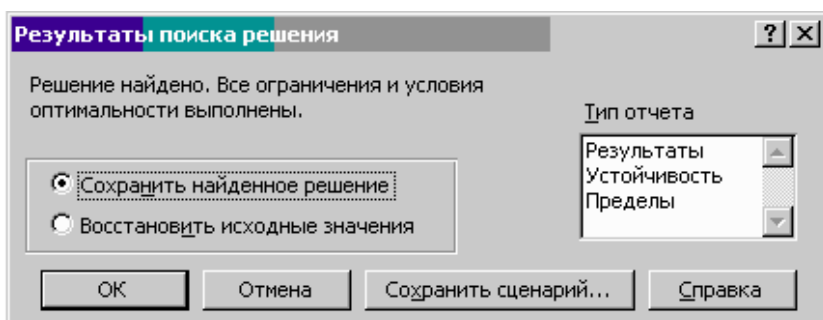 Результаты поиска решения
Решение найдено. Все ограничения и условия
оптимальности выполнены.
Тип отчета
Результаты
Устойчивость
Пределы
Сохранить найденное решение
Восстановить исходные значения
ОК
Отмена
Сохранить сценарий...
Справка